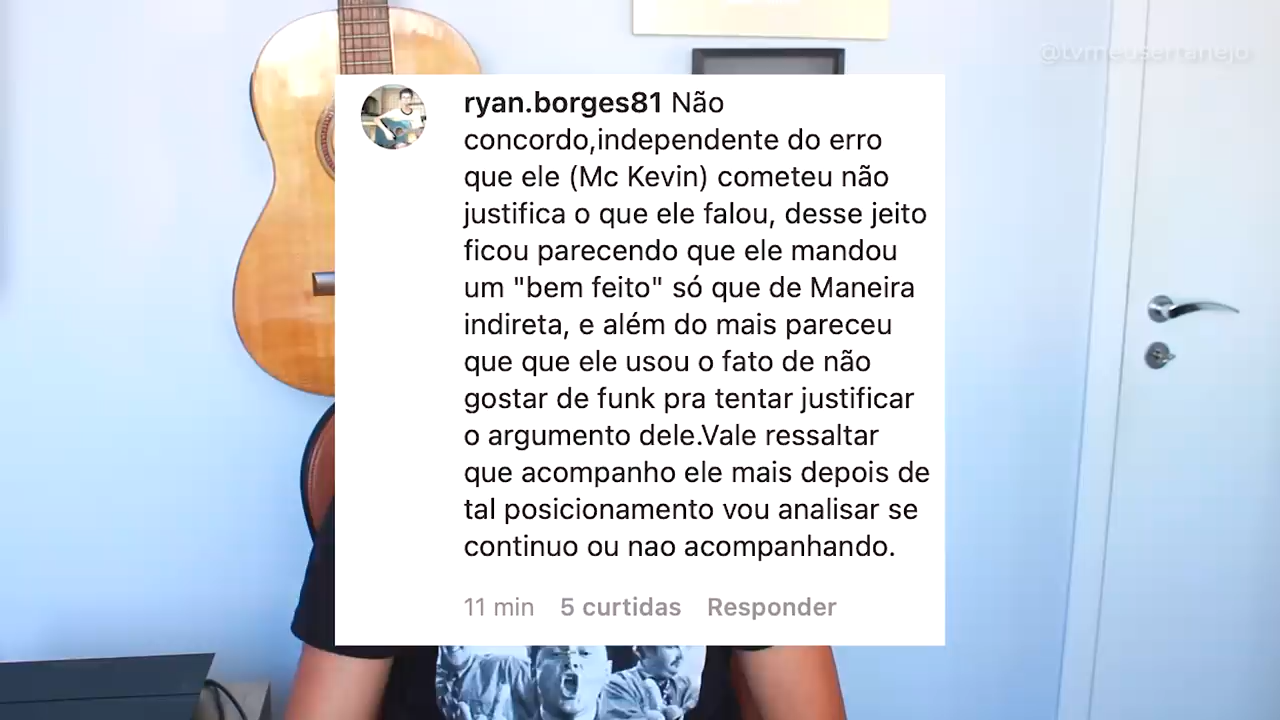 @tvmeusertanejo
ryan.borges81 Não
concordo,independente do erro
que ele (Mc Kevin) cometeu não
justifica o que ele falou, desse jeito
ficou parecendo que ele mandou
um "bem feito" só que de Maneira
indireta, e além do mais pareceu
que que ele usou o fato de não
gostar de funk pra tentar justificar
o argumento dele.Vale ressaltar
que acompanho ele mais depois de
tal posicionamento vou analisar se
continuo ou nao acompanhando.
11 min 5 curtidas Responder